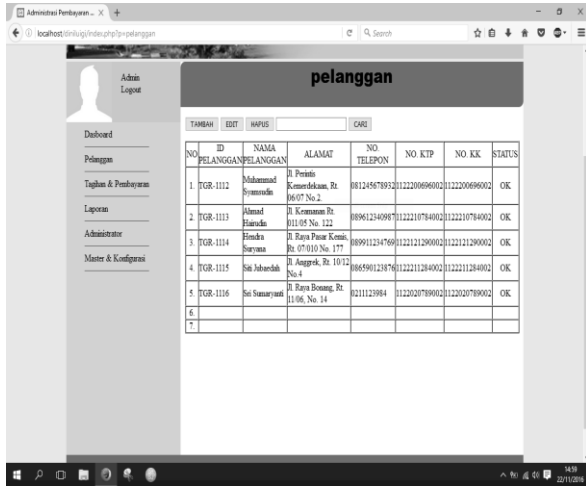 Administrasi Pembayaran ...
localhost/diniluigi/index.php?p=pelanggan
Search
Admin
Logout
pelanggan
TAMBAH EDIT HAPUS CARI
Dasboard
Pelanggan
Tagihan & Pembayaran
Laporan
Administrator
Master & Konfigurasi
NO ID PELANGGAN NAMA PELANGGAN ALAMAT NO. TELEPON NO. KTP NO. KK STATUS
1. TGR-1112 Muhammad Syamsudin Jl. Perintis Kemerdekaan, Rt. 06/07 No.2. 081245678932 1122200696002 1122200696002 OK
2. TGR-1113 Ahmad Hairudin Jl. Keamanan Rt. 011/05 No. 122 089612340987 1122210784002 1122210784002 OK
3. TGR-1114 Hendra Suryana Jl. Raya Pasar Kemis, Rt. 07/010 No. 177 089911234769 1122121290002 1122121290002 OK
4. TGR-1115 Siti Jubaedah Jl. Anggrek, Rt. 10/12 No.4 086590123876 1122211284002 1122211284002 OK
5. TGR-1116 Sri Sumaryanti Jl. Raya Bonang, Rt. 11/06, No. 14 0211123984 1122020789002 1122020789002 OK
6.
7.
14:59
22/11/2016